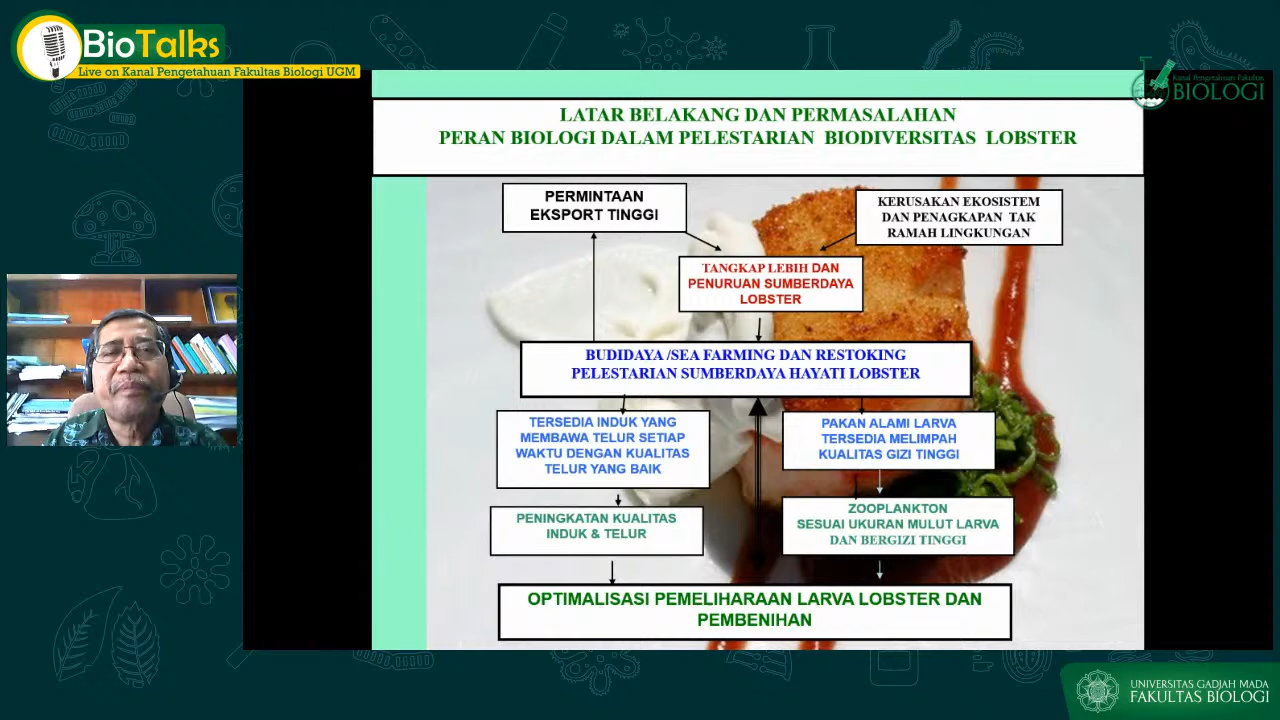 BioTalks
Live on Kanal Pengetahuan Fakultas Biologi UGM
Kanal Pengetahuan Fakultas
BIOLOGI
LATAR BELAKANG DAN PERMASALAHAN
PERAN BIOLOGI DALAM PELESTARIAN BIODIVERSITAS LOBSTER
PERMINTAAN
EKSPORT TINGGI
KERUSAKAN EKOSISTEM
DAN PENAGKAPAN TAK
RAMAH LINGKUNGAN
TANGKAP LEBIH DAN
PENURUAN SUMBERDAYA
LOBSTER
BUDIDAYA /SEA FARMING DAN RESTOKING
PELESTARIAN SUMBERDAYA HAYATI LOBSTER
TERSEDIA INDUK YANG
MEMBAWA TELUR SETIAP
WAKTU DENGAN KUALITAS
TELUR YANG BAIK
PAKAN ALAMI LARVA
TERSEDIA MELIMPAH
KUALITAS GIZI TINGGI
PENINGKATAN KUALITAS
INDUK & TELUR
ZOOPLANKTON
SESUAI UKURAN MULUT LARVA
DAN BERGIZI TINGGI
OPTIMALISASI PEMELIHARAAN LARVA LOBSTER DAN
PEMBENIHAN
UNIVERSITAS GADJAH MADA
FAKULTAS BIOLOGI